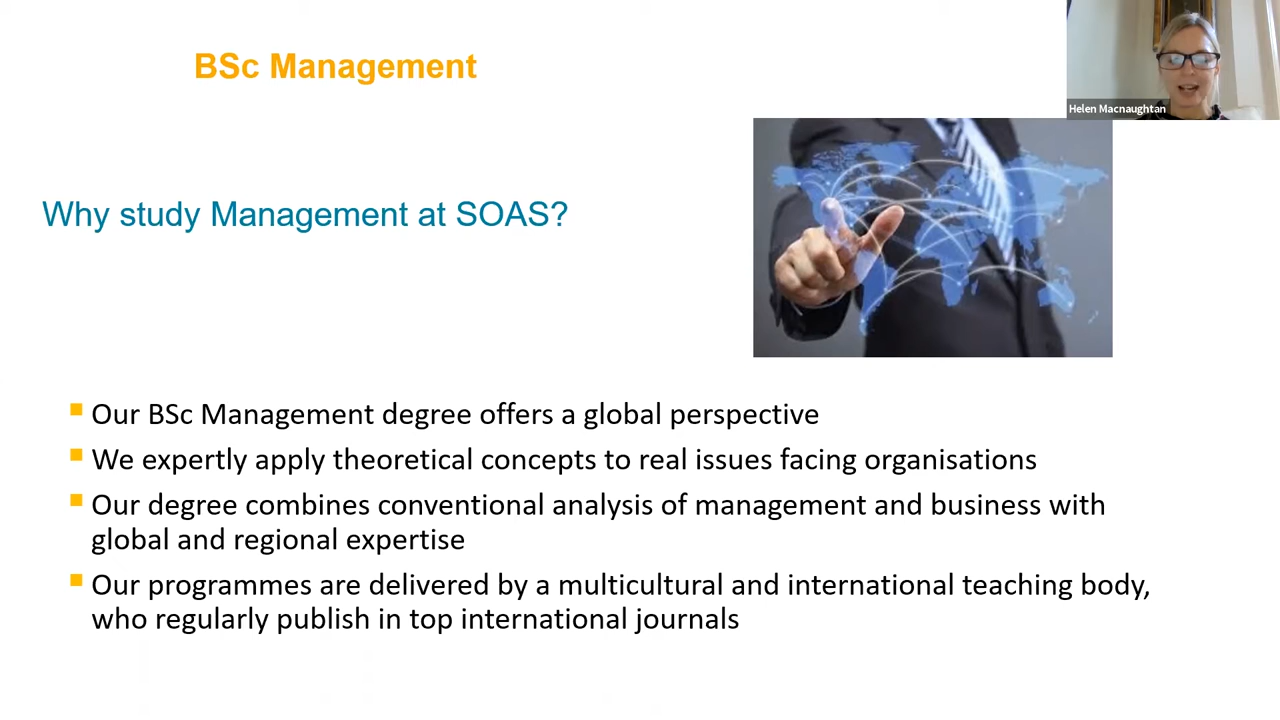 BSc Management
Helen Macnaughtan
Why study Management at SOAS?
Our BSc Management degree offers a global perspective
We expertly apply theoretical concepts to real issues facing organisations
Our degree combines conventional analysis of management and business with
global and regional expertise
Our programmes are delivered by a multicultural and international teaching body,
who regularly publish in top international journals